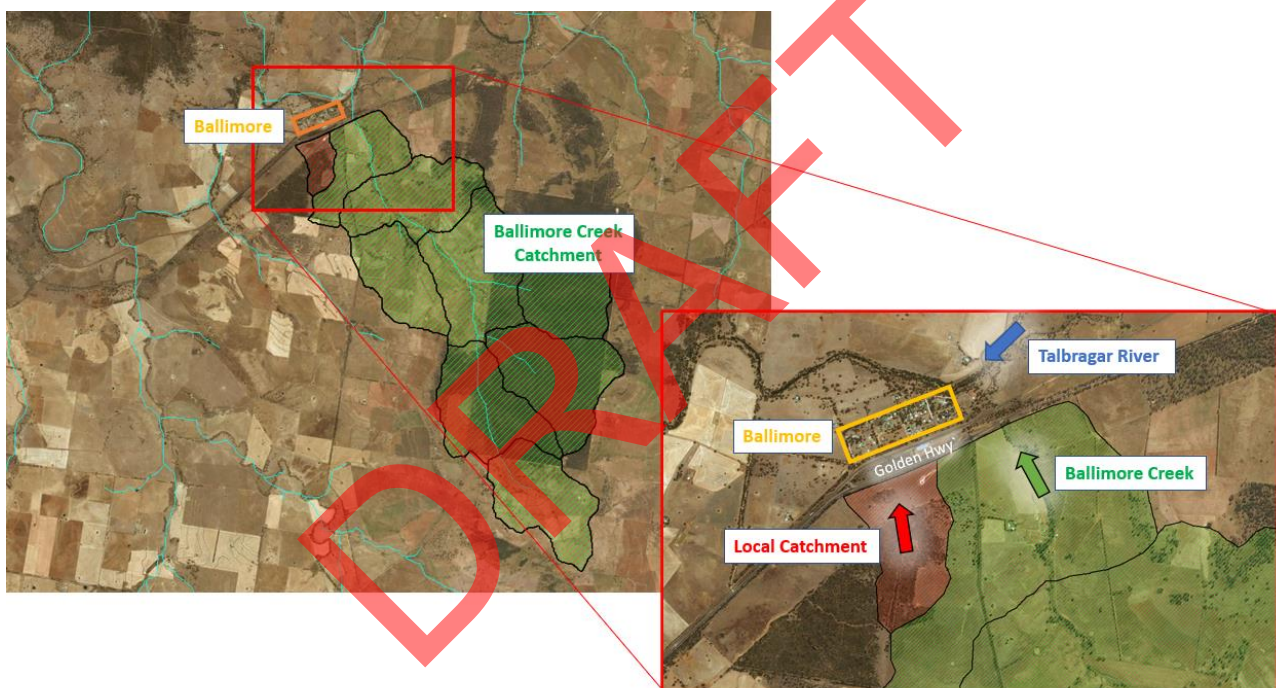 Ballimore
Ballimore Creek
Catchment
DRAFT
Talbragar River
Ballimore
Golden Hwy
Ballimore Creek
Local Catchment